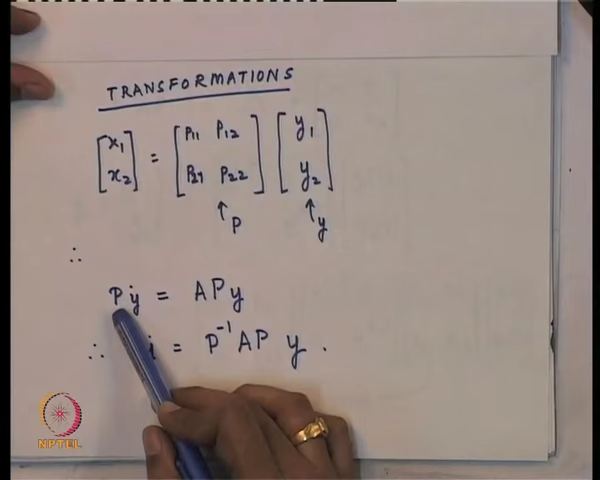 TRANSFORMATIONS
[x₁ x₂] = [P₁₁ P₁₂ P₂₁ P₂₂] [y₁ y₂]
↑P ↑y
∴
Pẏ = APy
∴ = P⁻¹AP y.
NPTEL